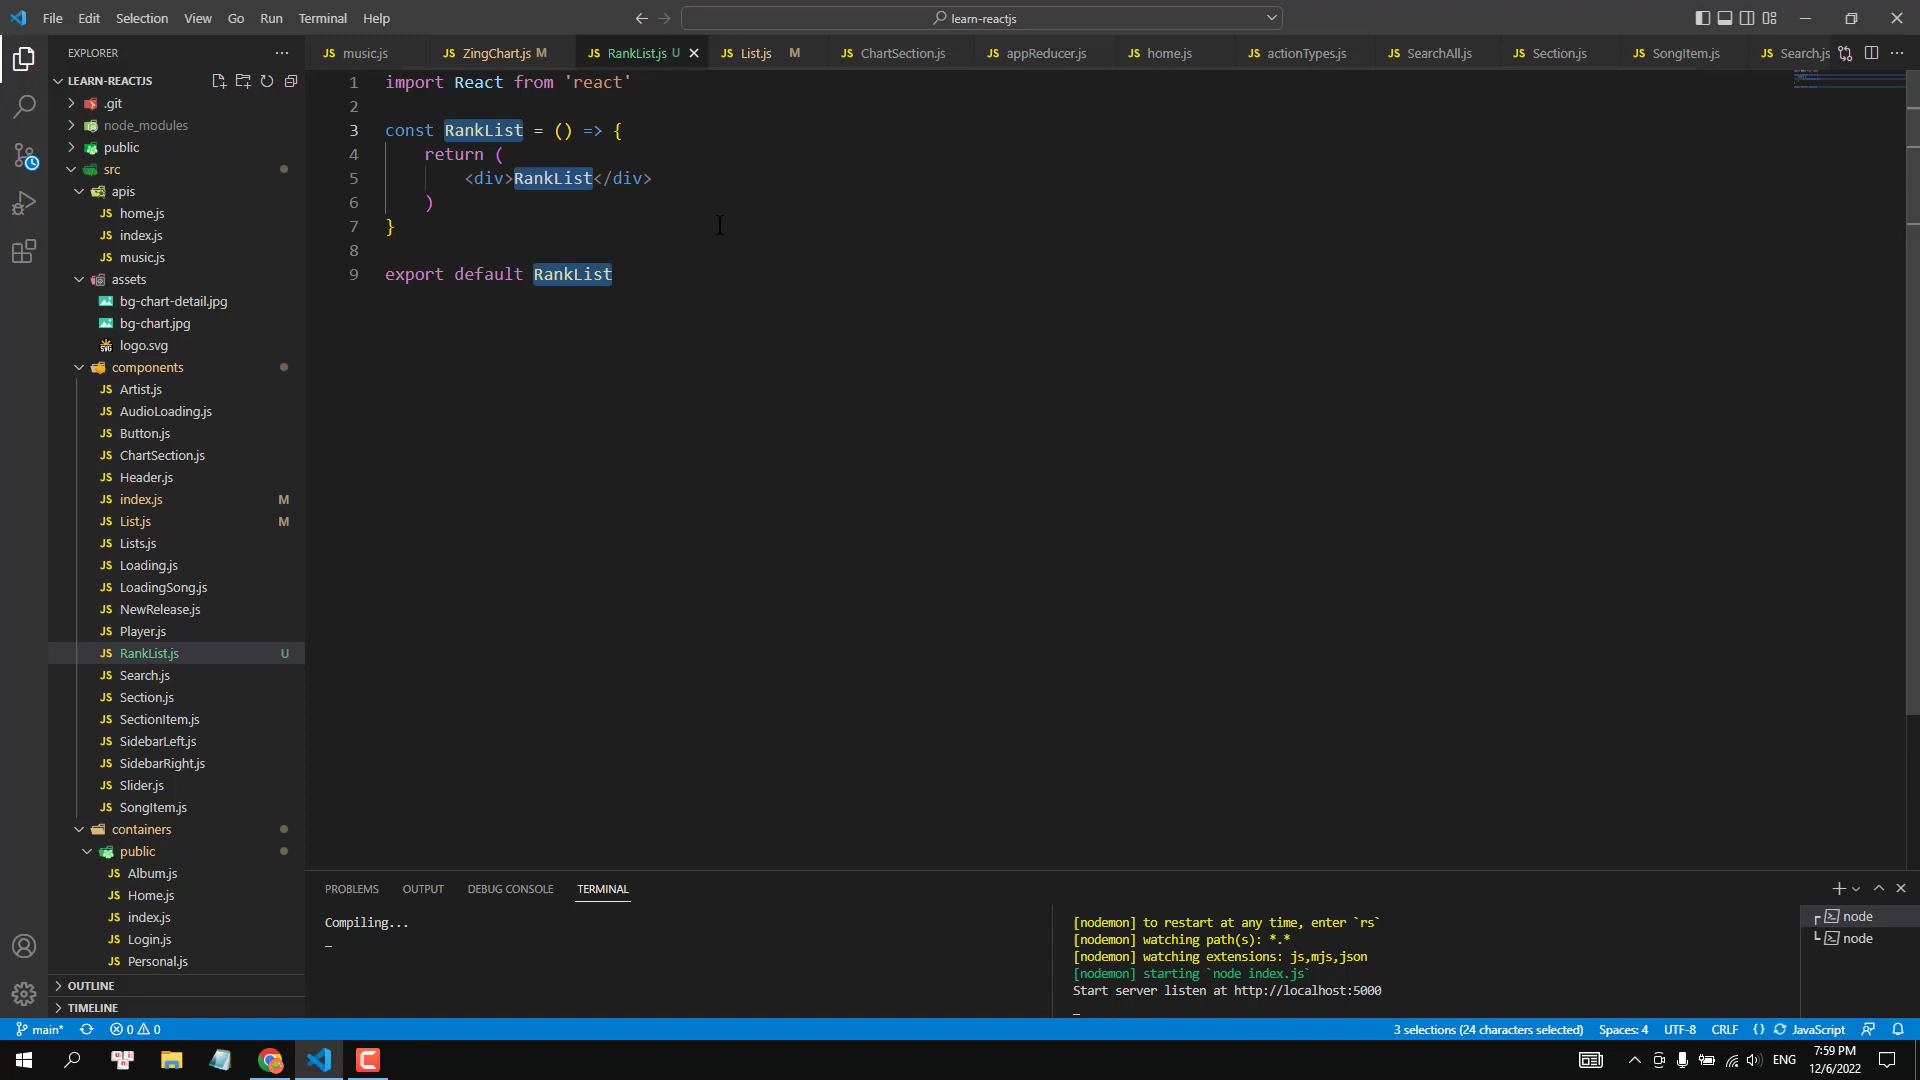 File Edit Selection View Go Run Terminal Help
learn-reactjs
EXPLORER
music.js
ZingChart.js M
RankList.js U
List.js M
ChartSection.js
appReducer.js
home.js
actionTypes.js
SearchAll.js
Section.js
SongItem.js
Search.js
LEARN-REACTJS
.git
node_modules
public
src
apis
home.js
index.js
music.js
assets
bg-chart-detail.jpg
bg-chart.jpg
logo.svg
components
Artist.js
AudioLoading.js
Button.js
ChartSection.js
Header.js
index.js M
List.js M
Lists.js
Loading.js
LoadingSong.js
NewRelease.js
Player.js
RankList.js U
Search.js
Section.js
SectionItem.js
SidebarLeft.js
SidebarRight.js
Slider.js
SongItem.js
containers
public
Album.js
Home.js
index.js
Login.js
Personal.js
OUTLINE
TIMELINE
1 import React from 'react'
2
3 const RankList = () => {
4 return (
5 <div>RankList</div>
6 )
7 }
8
9 export default RankList
PROBLEMS OUTPUT DEBUG CONSOLE TERMINAL
Compiling...
[nodemon] to restart at any time, enter `rs`
[nodemon] watching path(s): *.*
[nodemon] watching extensions: js,mjs,json
[nodemon] starting `node index.js`
Start server listen at http://localhost:5000
node
node
main* 0 0
3 selections (24 characters selected) Spaces: 4 UTF-8 CRLF {} JavaScript
ENG
7:59 PM
12/6/2022